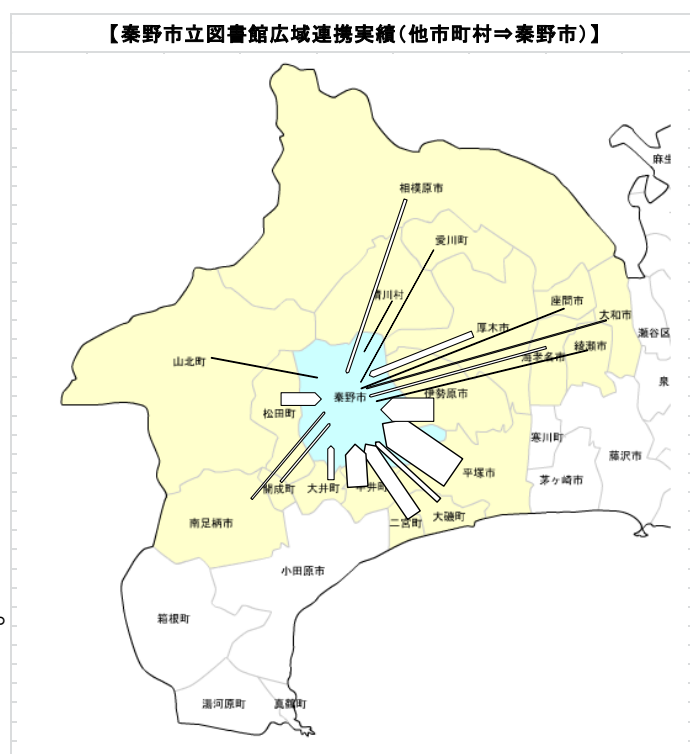 【秦野市立図書館広域連携実績（他市町村⇒秦野市）】
相模原市
愛川町
清川村
座間市
大和市
厚木市
瀬谷区
綾瀬市
海老名市
山北町
泉
秦野市
伊勢原市
松田町
寒川町
藤沢市
平塚市
茅ヶ崎市
開成町
大井町
中井町
南足柄市
二宮町
大磯町
小田原市
箱根町
湯河原町
真鶴町